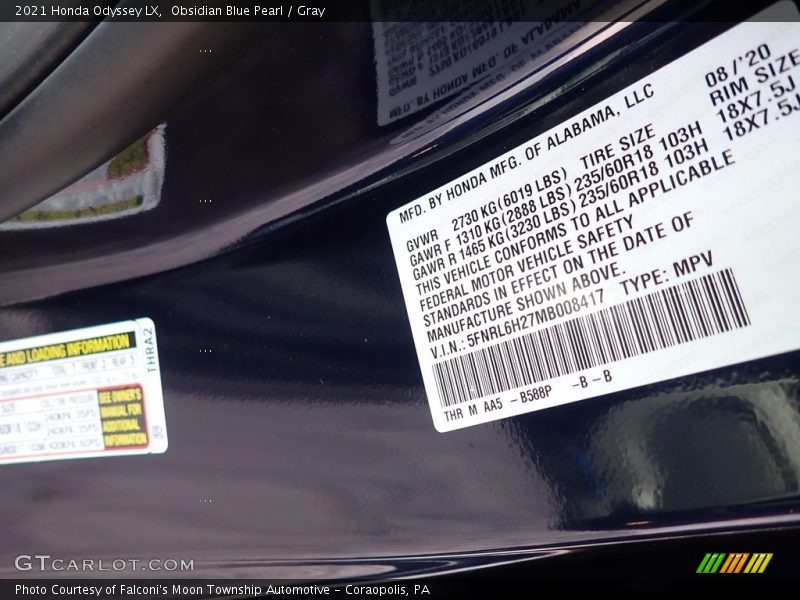 2021 Honda Odyssey LX,  Obsidian Blue Pearl / Gray
MFD. BY HONDA MFG. OF ALABAMA, LLC 08/'20
GVWR 2730 KG (6019 LBS) TIRE SIZE RIM SIZE
GAWR F 1310 KG (2888 LBS) 235/60R18 103H 18X7.5J
GAWR R 1465 KG (3230 LBS) 235/60R18 103H 18X7.5J
THIS VEHICLE CONFORMS TO ALL APPLICABLE
FEDERAL MOTOR VEHICLE SAFETY
STANDARDS IN EFFECT ON THE DATE OF
MANUFACTURE SHOWN ABOVE.
V.I.N.: 5FNRL6H27MB008417 TYPE: MPV
THR M AA5 - B588P - B - B
AND LOADING INFORMATION
THRA2
SEE OWNER'S
MANUAL FOR
ADDITIONAL
INFORMATION
GTCARLOT.COM
Photo Courtesy of Falconi's Moon Township Automotive - Coraopolis, PA